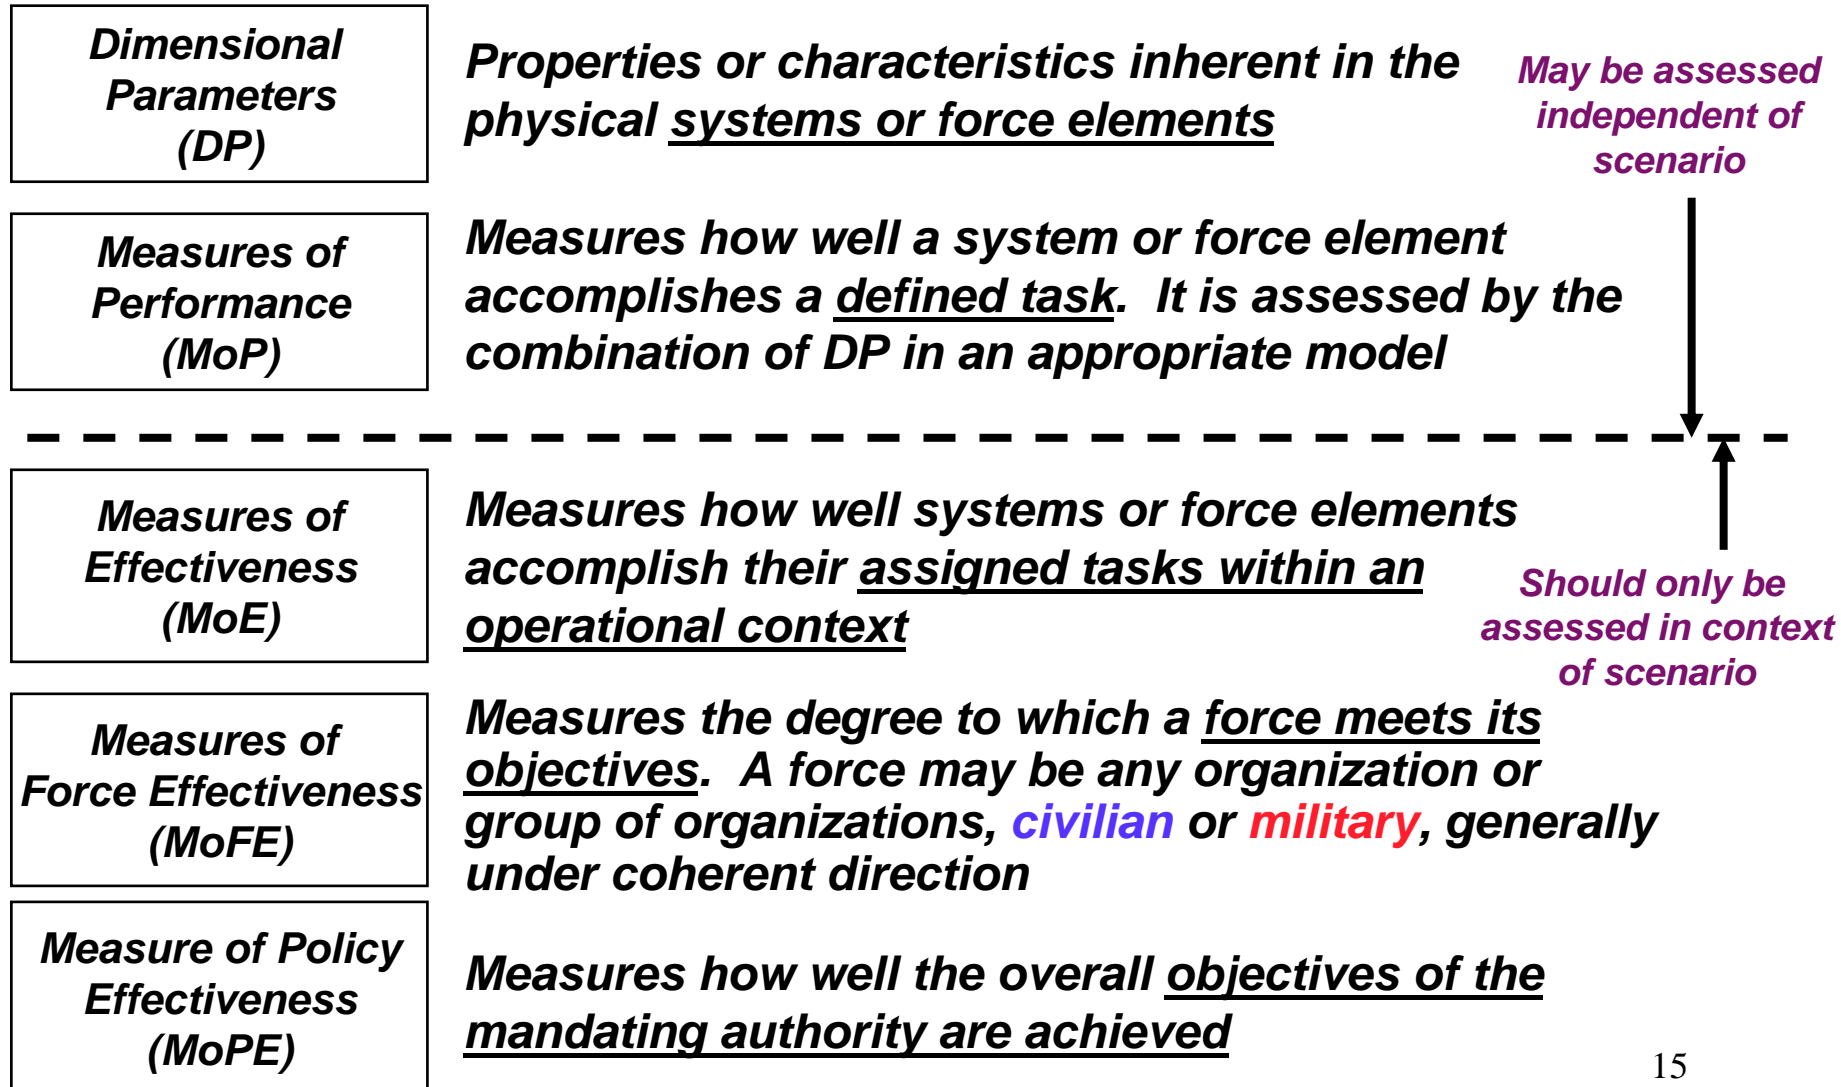 Dimensional
Parameters
(DP)
Properties or characteristics inherent in the
physical systems or force elements
May be assessed
independent of
scenario
Measures of
Performance
(MoP)
Measures how well a system or force element
accomplishes a defined task.  It is assessed by the
combination of DP in an appropriate model
Measures of
Effectiveness
(MoE)
Measures how well systems or force elements
accomplish their assigned tasks within an
operational context
Should only be
assessed in context
of scenario
Measures of
Force Effectiveness
(MoFE)
Measures the degree to which a force meets its
objectives.  A force may be any organization or
group of organizations, civilian or military, generally
under coherent direction
Measure of Policy
Effectiveness
(MoPE)
Measures how well the overall objectives of the
mandating authority are achieved
15